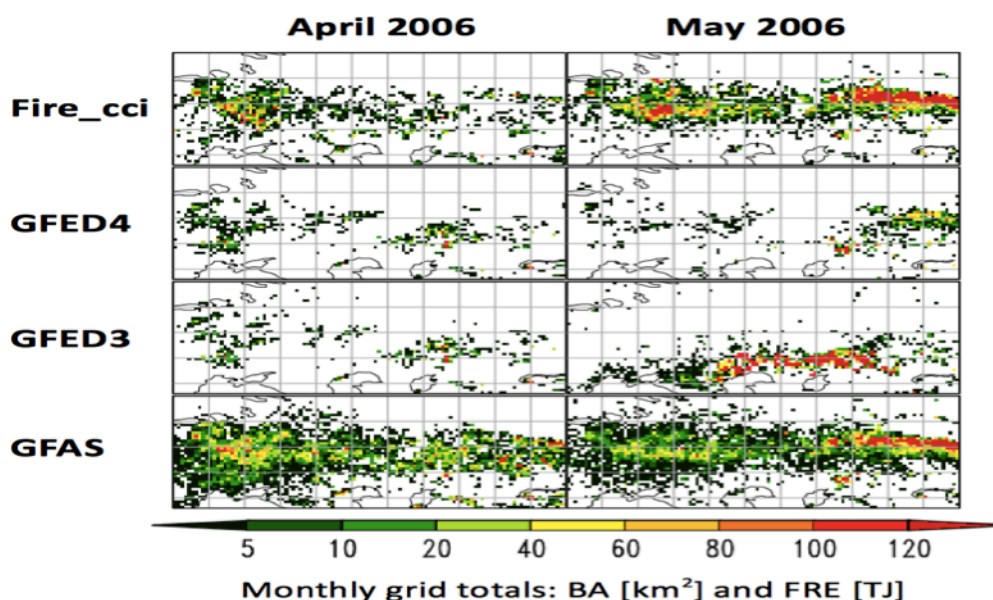 April 2006 May 2006
Fire_cci
GFED4
GFED3
GFAS
5 10 20 40 60 80 100 120
Monthly grid totals: BA [km²] and FRE [TJ]